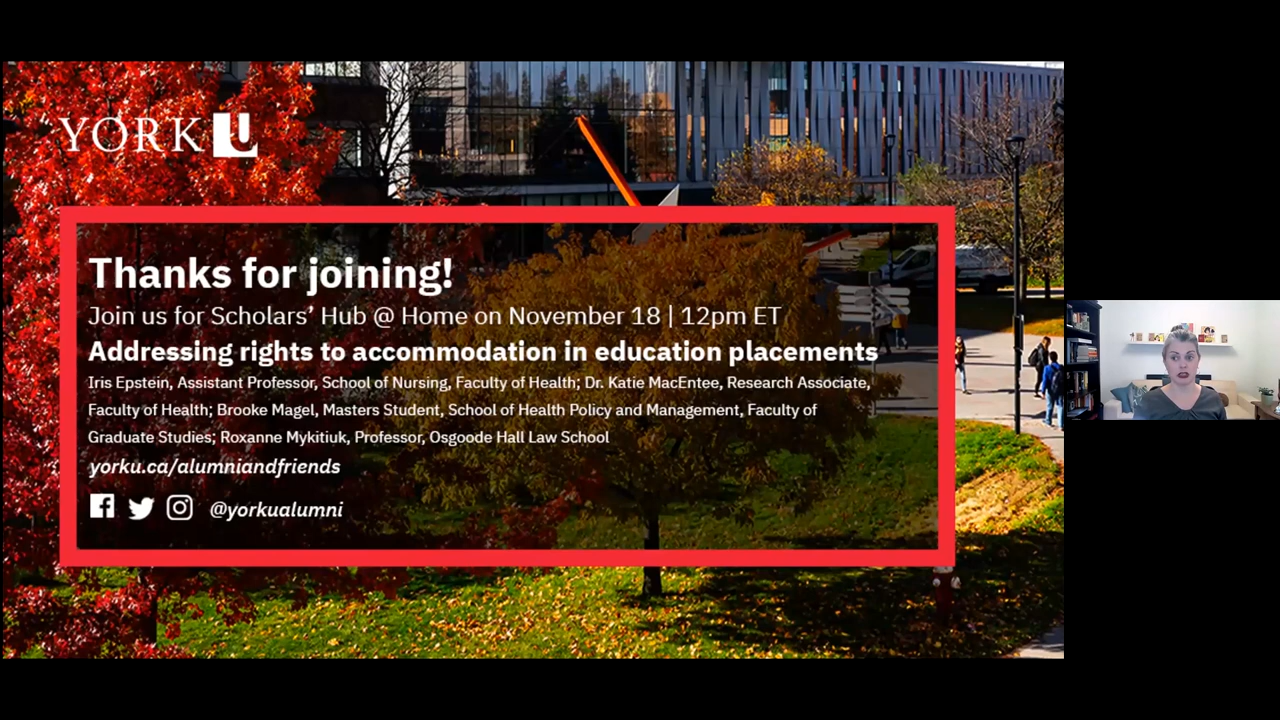 YORK U
Thanks for joining!
Join us for Scholars’ Hub @ Home on November 18 | 12pm ET
Addressing rights to accommodation in education placements
Iris Epstein, Assistant Professor, School of Nursing, Faculty of Health; Dr. Katie MacEntee, Research Associate,
Faculty of Health; Brooke Magel, Masters Student, School of Health Policy and Management, Faculty of
Graduate Studies; Roxanne Mykitiuk, Professor, Osgoode Hall Law School
yorku.ca/alumniandfriends
@yorkualumni